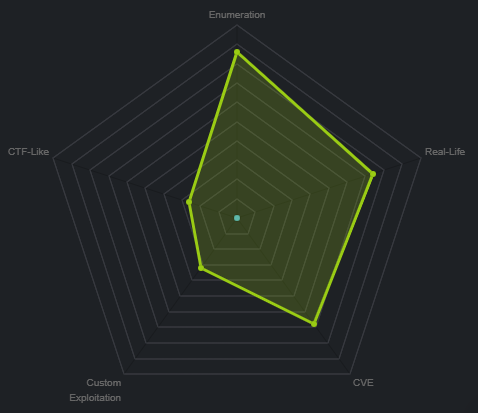 Enumeration
CTF-Like
Real-Life
Custom
Exploitation
CVE